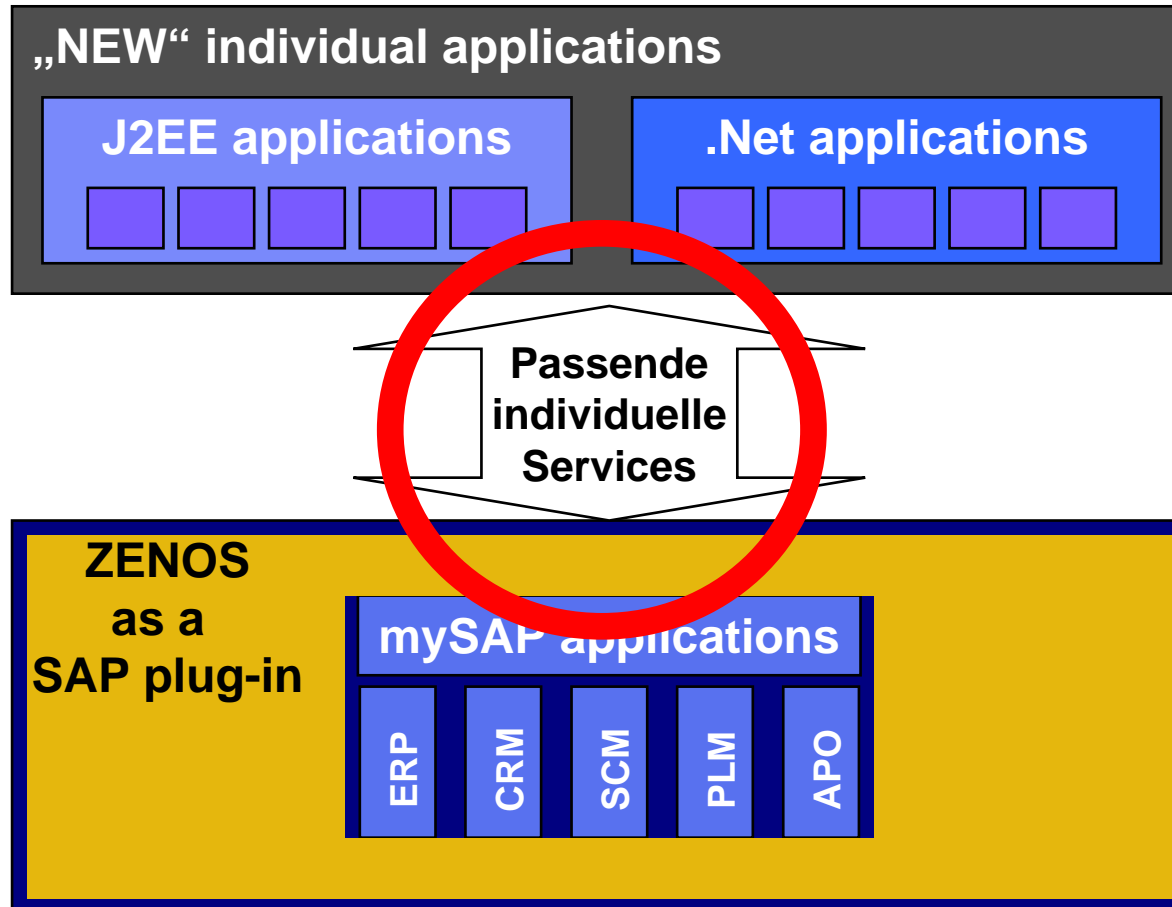 „NEW“ individual applications
J2EE applications
.Net applications
Passende
individuelle
Services
ZENOS
as a
SAP plug-in
mySAP applications
ERP
CRM
SCM
PLM
APO